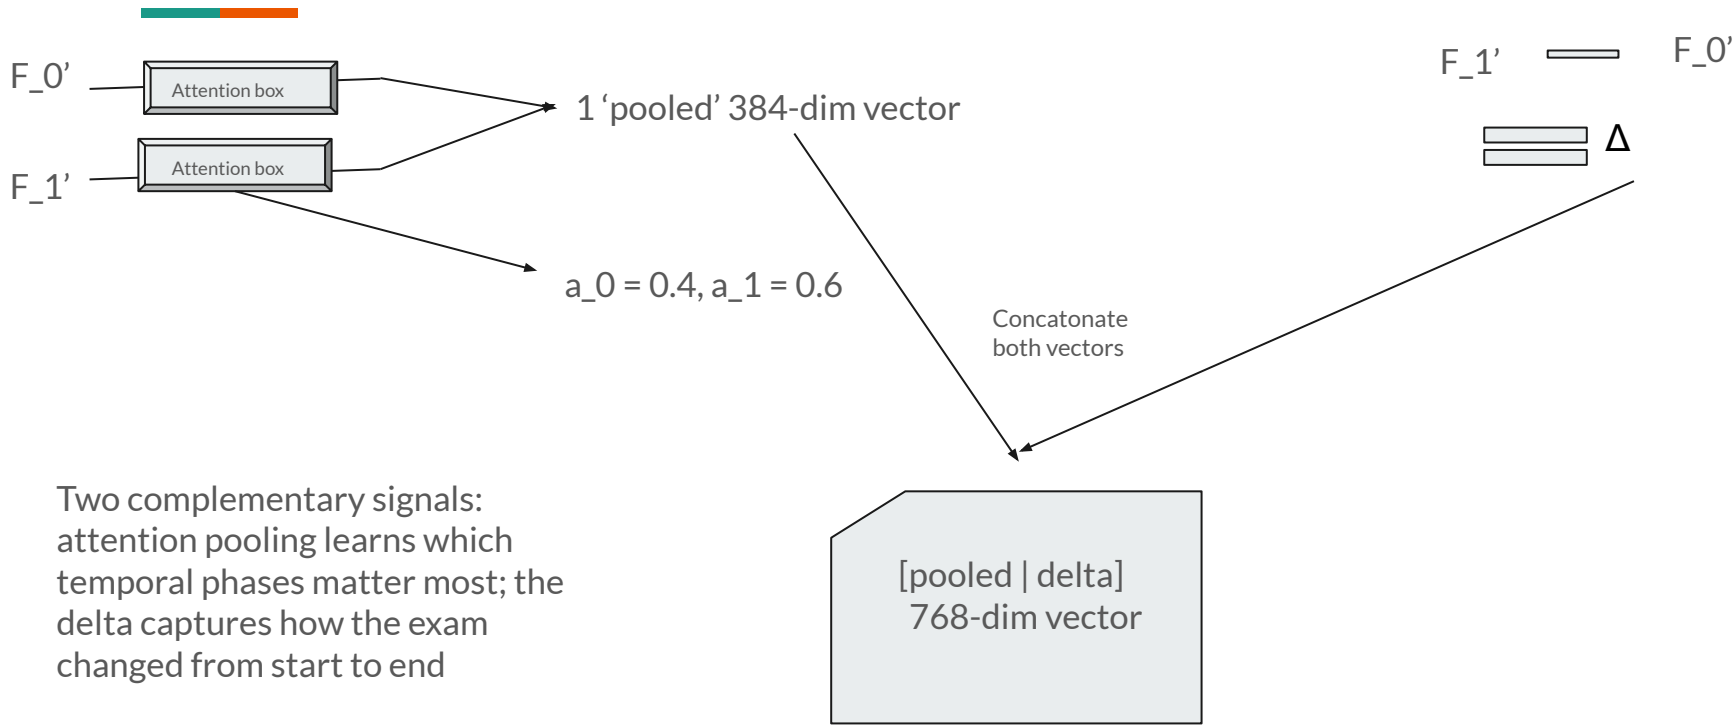 F_0’
Attention box
F_1’
Attention box
1 ‘pooled’ 384-dim vector
a_0 = 0.4, a_1 = 0.6
F_1’
F_0’
Δ
Concatonate
both vectors
Two complementary signals:
attention pooling learns which
temporal phases matter most; the
delta captures how the exam
changed from start to end
[pooled | delta]
768-dim vector